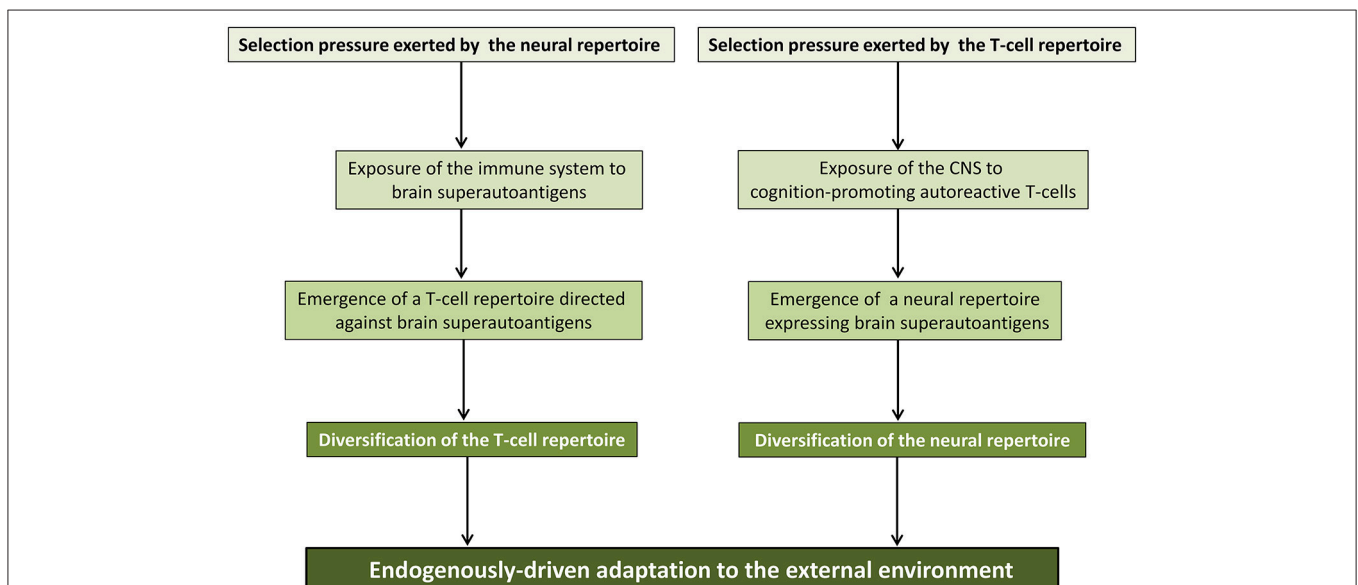 Selection pressure exerted by the neural repertoire
Exposure of the immune system to
brain superautoantigens
Emergence of a T-cell repertoire directed
against brain superautoantigens
Diversification of the T-cell repertoire
Selection pressure exerted by the T-cell repertoire
Exposure of the CNS to
cognition-promoting autoreactive T-cells
Emergence of a neural repertoire
expressing brain superautoantigens
Diversification of the neural repertoire
Endogenously-driven adaptation to the external environment